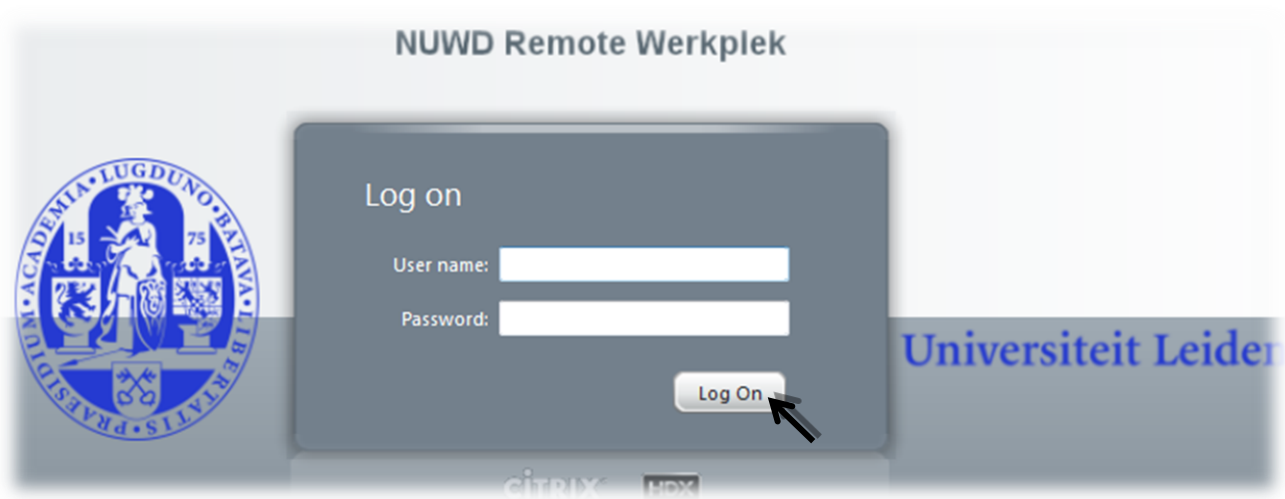 NUWD Remote Werkplek
ACADEMIA·LUGDUNO·BATAVA·LIBERTATIS·PRAESIDIUM·
15 75
Log on
User name:
Password:
Log On
Universiteit Leiden
CITRIX HDX